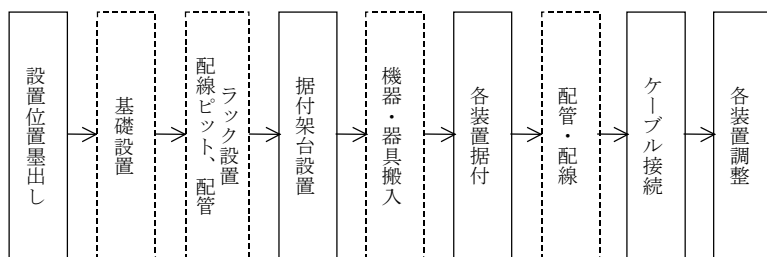 設置位置墨出し
基礎設置
配線ピット、配管
ラック設置
据付架台設置
機器・器具搬入
各装置据付
配管・配線
ケーブル接続
各装置調整